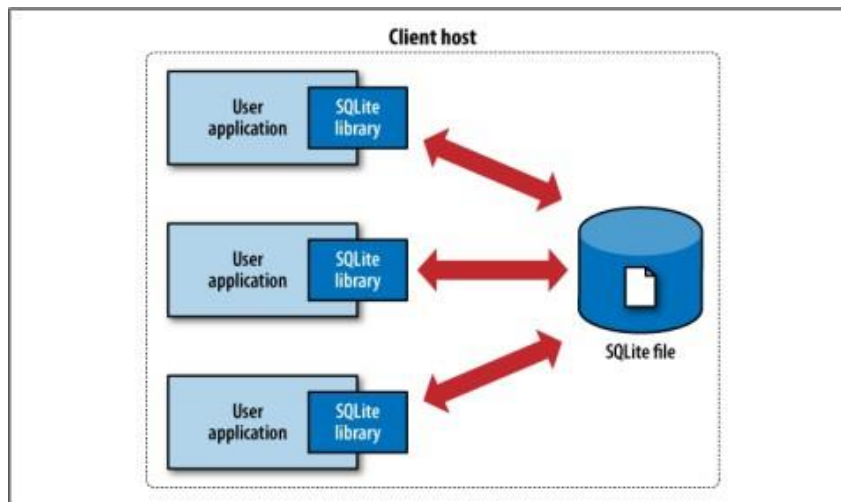 Client host
User
application
SQLite
library
User
application
SQLite
library
SQLite file
User
application
SQLite
library